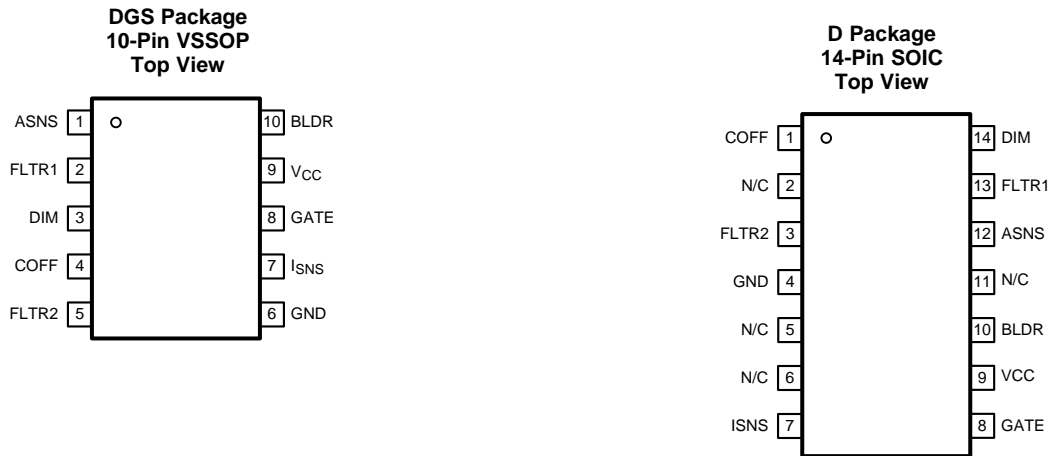 DGS Package
10-Pin VSSOP
Top View
ASNS 1 10 BLDR
FLTR1 2 9 VCC
DIM 3 8 GATE
COFF 4 7 ISNS
FLTR2 5 6 GND
D Package
14-Pin SOIC
Top View
COFF 1 14 DIM
N/C 2 13 FLTR1
FLTR2 3 12 ASNS
GND 4 11 N/C
N/C 5 10 BLDR
N/C 6 9 VCC
ISNS 7 8 GATE